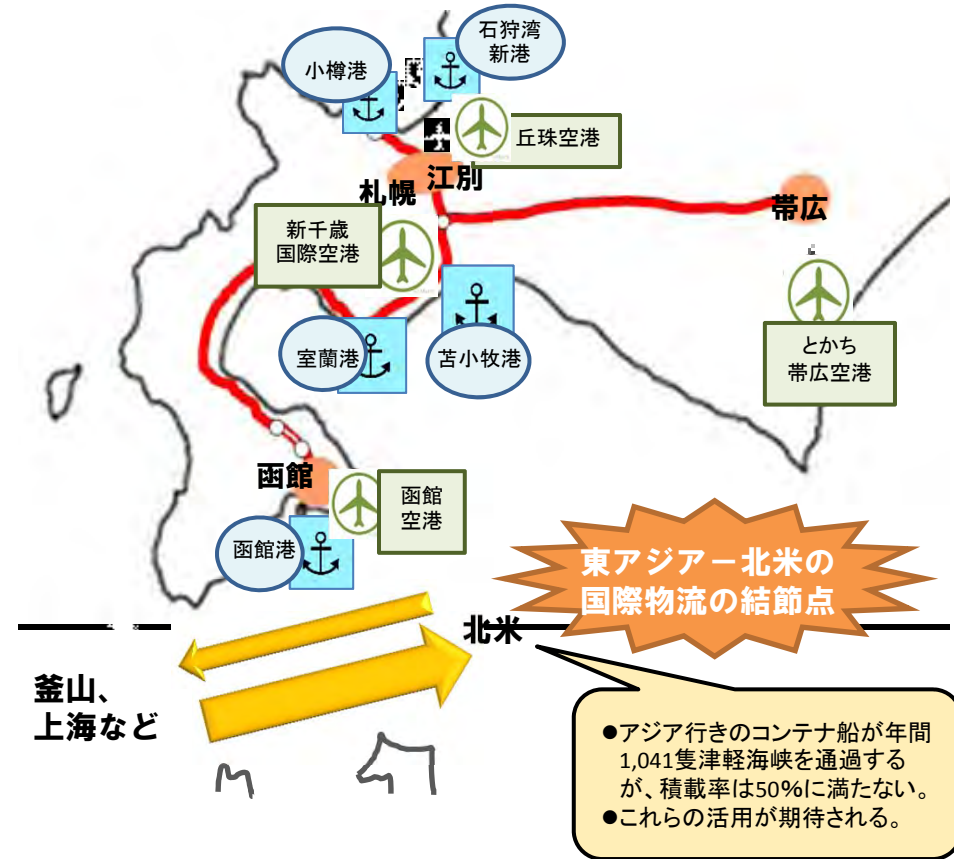 石狩湾
新港
小樽港
丘珠空港
江別
札幌
帯広
新千歳
国際空港
とかち
帯広空港
室蘭港
苫小牧港
函館
函館
空港
函館港
東アジア－北米の
国際物流の結節点
北米
釜山、
上海など
●アジア行きのコンテナ船が年間
1,041隻津軽海峡を通過する
が、積載率は50%に満たない。
●これらの活用が期待される。